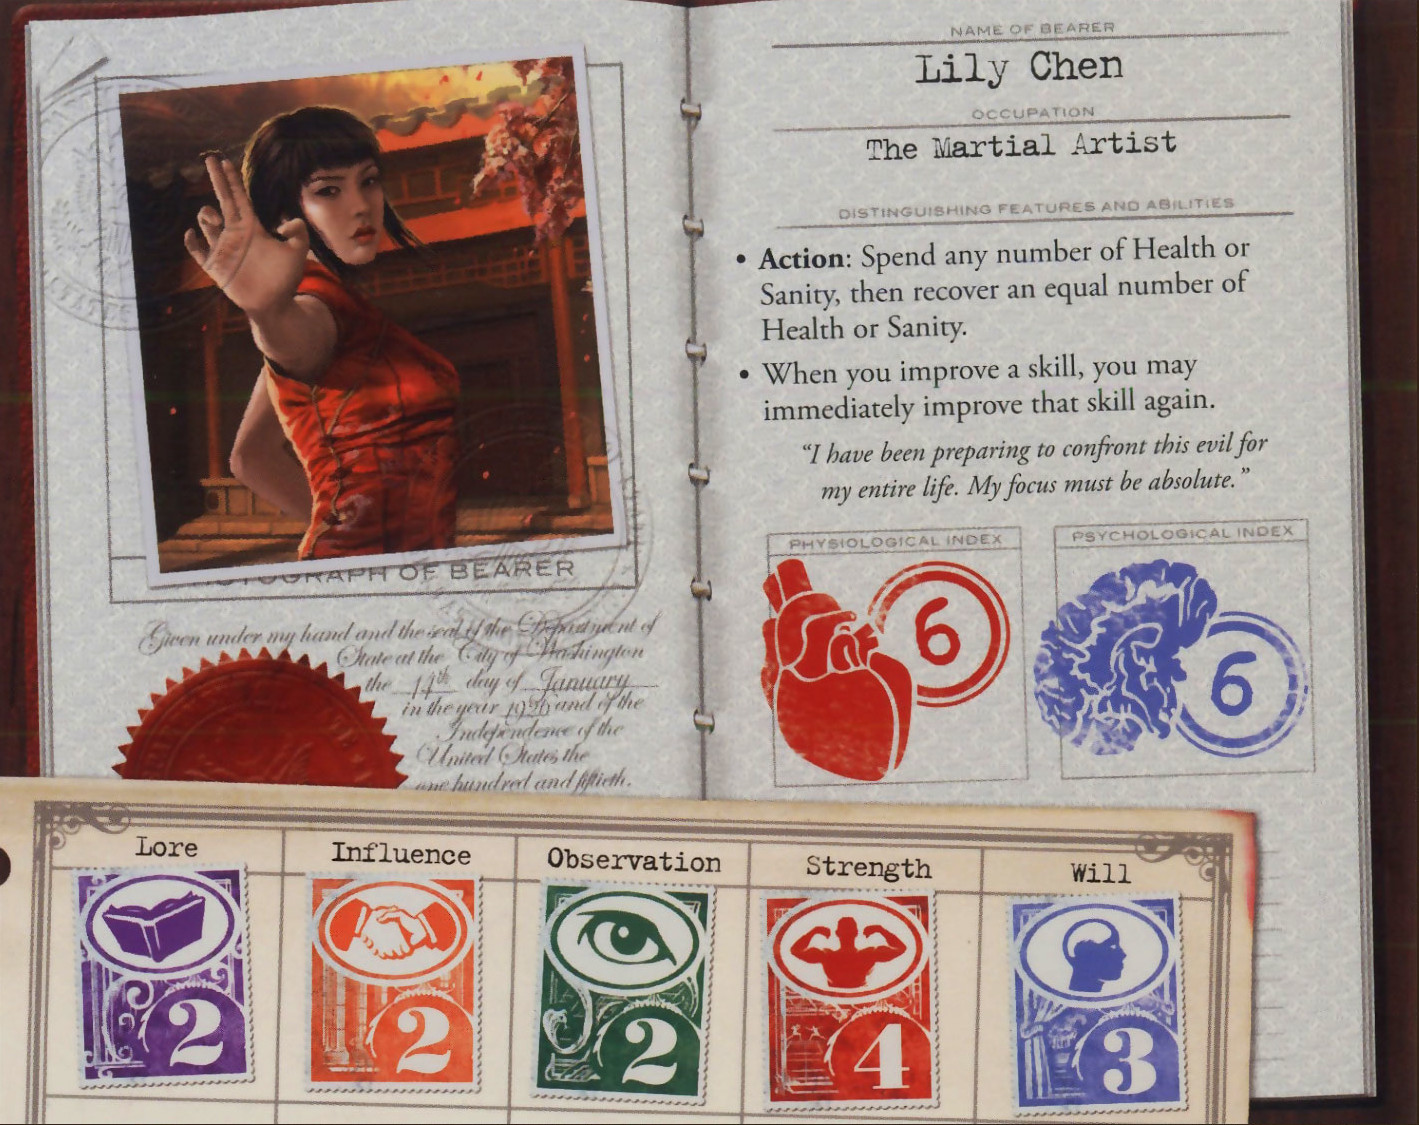 NAME OF BEARER
Lily Chen
OCCUPATION
The Martial Artist
DISTINGUISHING FEATURES AND ABILITIES
• Action: Spend any number of Health or
Sanity, then recover an equal number of
Health or Sanity.
• When you improve a skill, you may
immediately improve that skill again.
“I have been preparing to confront this evil for
my entire life. My focus must be absolute.”
PHYSIOLOGICAL INDEX
6
PSYCHOLOGICAL INDEX
6
OF BEARER
Given under my hand and the seal of the Department of
State at the City of Washington
the 14th day of January
in the year 1926 and of the
Independence of the
United States the
one hundred and fiftieth.
Lore
Influence
Observation
Strength
Will
2
2
2
4
3